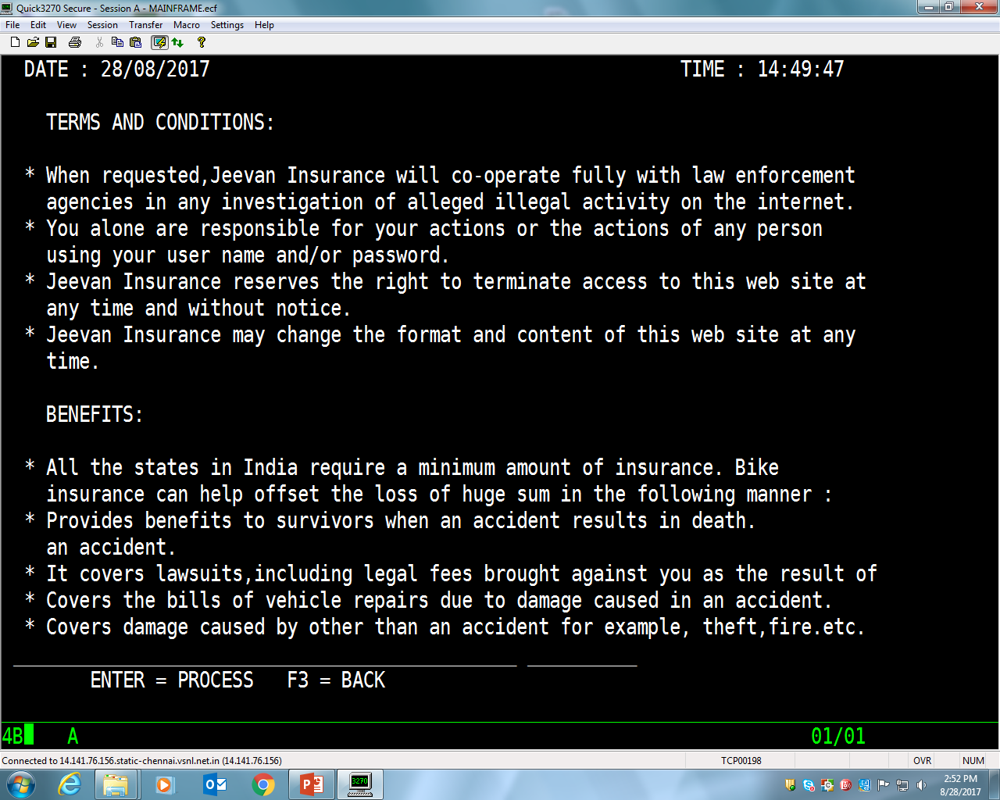 Quick3270 Secure - Session A - MAINFRAME.ecf
File Edit View Session Transfer Macro Settings Help
DATE : 28/08/2017 TIME : 14:49:47
TERMS AND CONDITIONS:
* When requested,Jeevan Insurance will co-operate fully with law enforcement
agencies in any investigation of alleged illegal activity on the internet.
* You alone are responsible for your actions or the actions of any person
using your user name and/or password.
* Jeevan Insurance reserves the right to terminate access to this web site at
any time and without notice.
* Jeevan Insurance may change the format and content of this web site at any
time.
BENEFITS:
* All the states in India require a minimum amount of insurance. Bike
insurance can help offset the loss of huge sum in the following manner :
* Provides benefits to survivors when an accident results in death.
an accident.
* It covers lawsuits,including legal fees brought against you as the result of
* Covers the bills of vehicle repairs due to damage caused in an accident.
* Covers damage caused by other than an accident for example, theft,fire.etc.
ENTER = PROCESS F3 = BACK
4B A 01/01
Connected to 14.141.76.156.static-chennai.vsnl.net.in (14.141.76.156) TCP00198 OVR NUM
3270
2:52 PM
8/28/2017